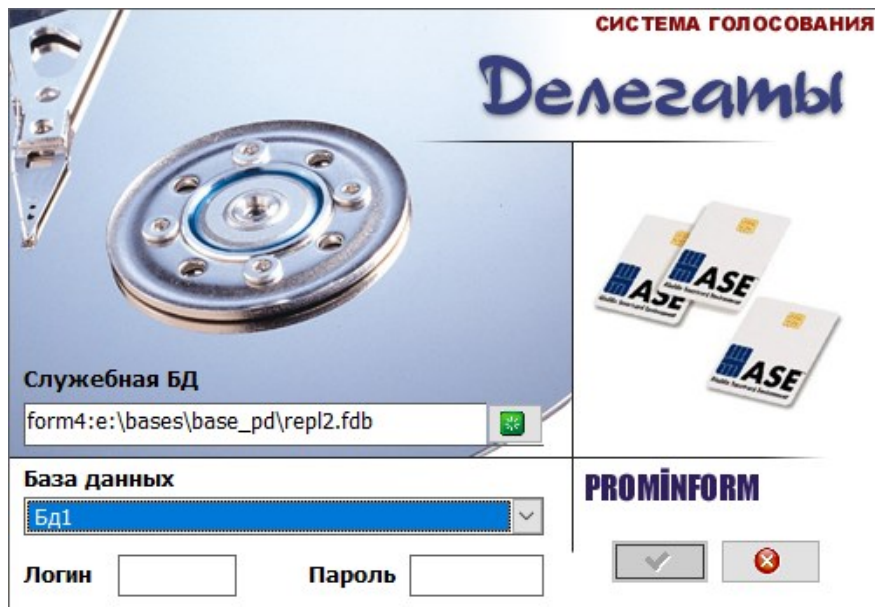 СИСТЕМА ГОЛОСОВАНИЯ
Делегаты
ASE
ASE
ASE
Служебная БД
form4:e:\bases\base_pd\repl2.fdb
База данных
PROMINFORM
Бд1
Логин
Пароль